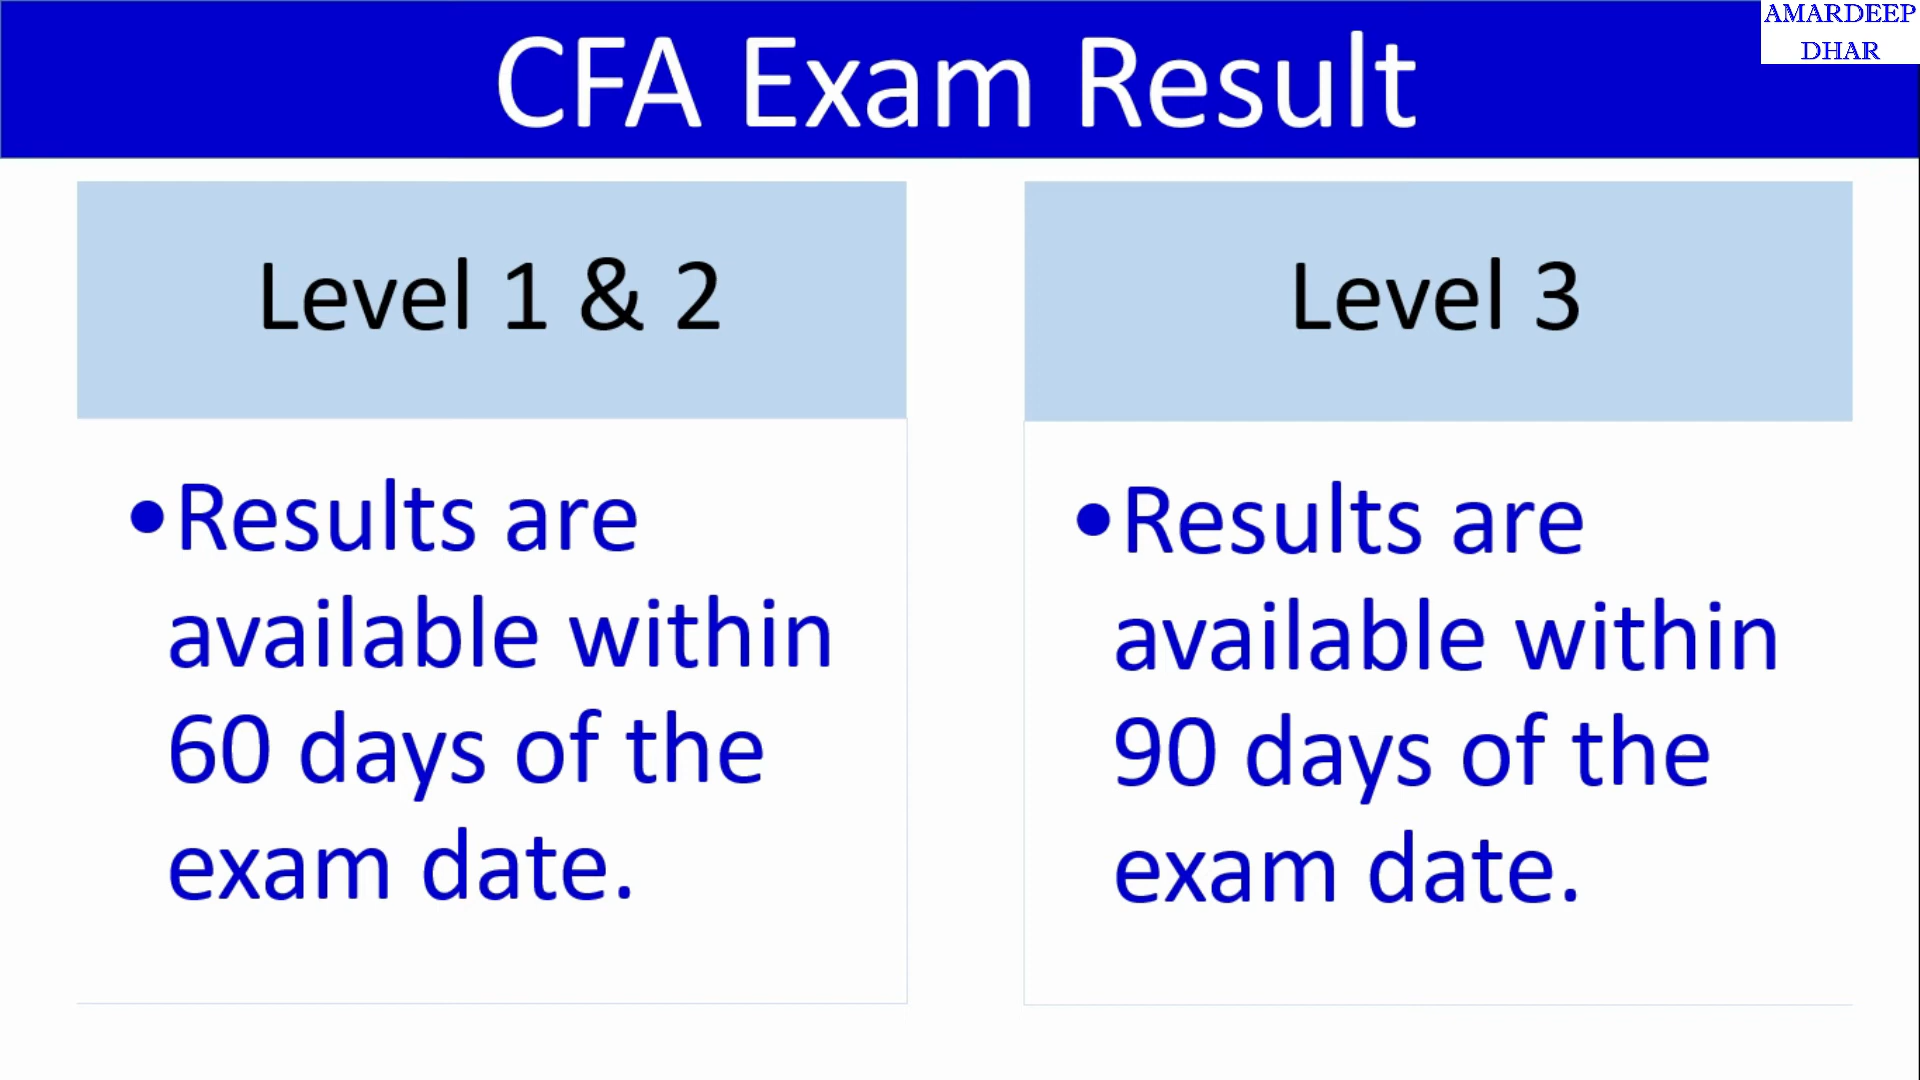 CFA Exam Result
AMARDEEP
DHAR
Level 1 & 2
•Results are
available within
60 days of the
exam date.
Level 3
•Results are
available within
90 days of the
exam date.